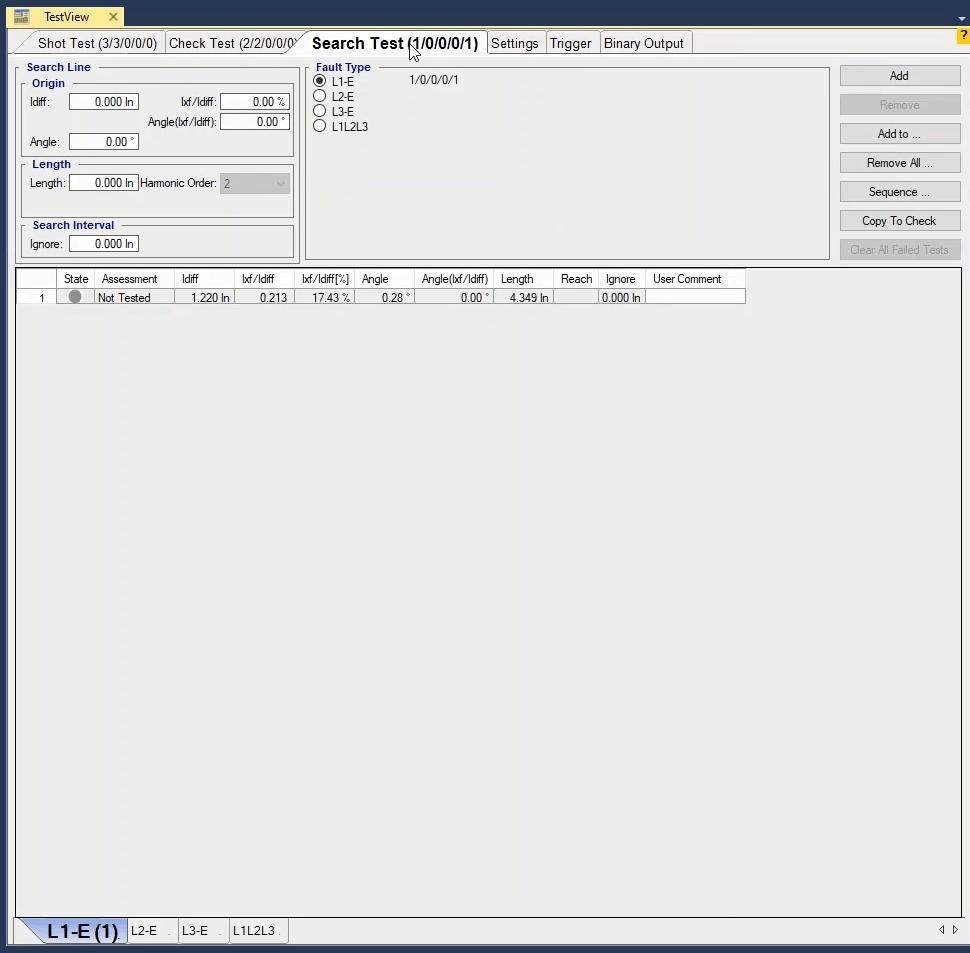 TestView
?
Shot Test (3/3/0/0/0) Check Test (2/2/0/0/0) Search Test (1/0/0/0/1) Settings Trigger Binary Output
Search Line
Origin
Idiff: 0.000 In Ixf/Idiff: 0.00 %
Angle(Ixf/Idiff): 0.00 °
Angle: 0.00 °
Length
Length: 0.000 In Harmonic Order: 2
Search Interval
Ignore: 0.000 In
Fault Type
L1-E 1/0/0/0/1
L2-E
L3-E
L1L2L3
Add
Remove
Add to ...
Remove All ...
Sequence ...
Copy To Check
Clear All Failed Tests
State Assessment Idiff Ixf/Idiff Ixf/Idiff[%] Angle Angle(Ixf/Idiff) Length Reach Ignore User Comment
1 Not Tested 1.220 In 0.213 17.43 % 0.28 ° 0.00 ° 4.349 In 0.000 In
L1-E (1) L2-E L3-E L1L2L3